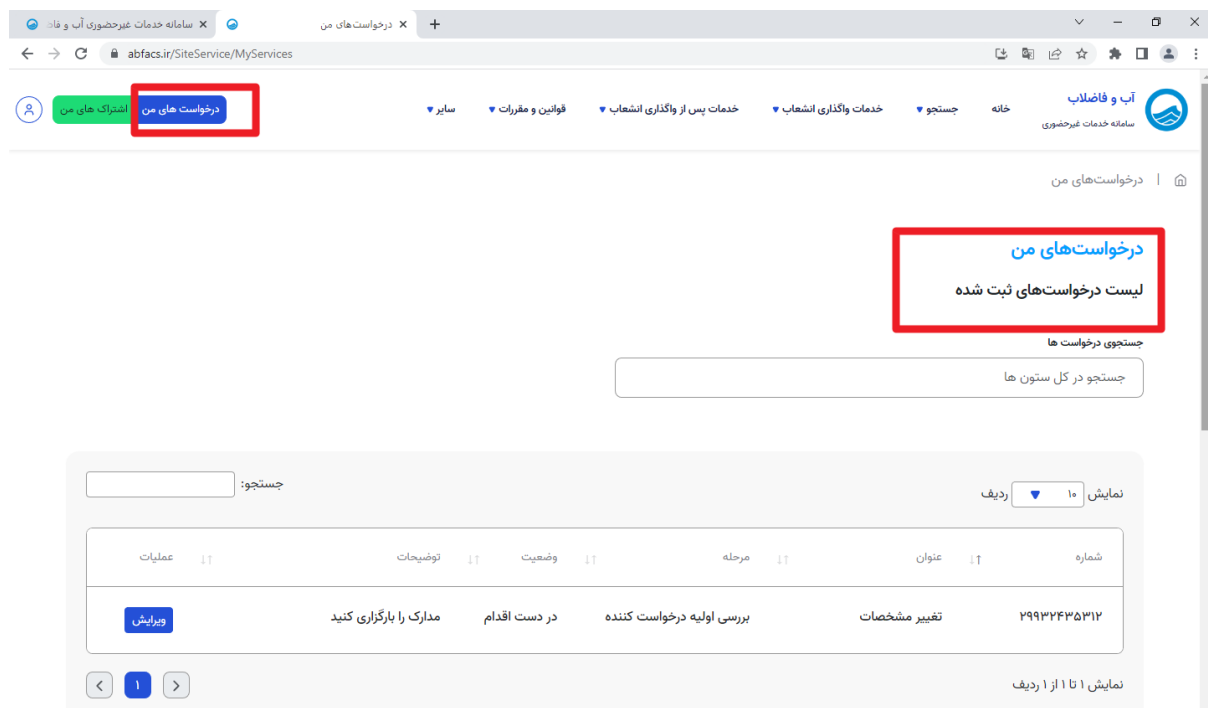 سامانه خدمات غیرحضوری آب و فاض
درخواست‌های من
abfacs.ir/SiteService/MyServices
آب و فاضلاب
سامانه خدمات غیرحضوری
خانه
جستجو
خدمات واگذاری انشعاب
خدمات پس از واگذاری انشعاب
قوانین و مقررات
سایر
درخواست های من
اشتراک های من
درخواست‌های من
درخواست‌های من
لیست درخواست‌های ثبت شده
جستجوی درخواست ها
جستجو در کل ستون ها
نمایش ۱۰ ردیف
جستجو:
شماره عنوان مرحله وضعیت توضیحات عملیات
۲۹۹۳۲۴۳۵۳۱۲ تغییر مشخصات بررسی اولیه درخواست کننده در دست اقدام مدارک را بارگزاری کنید ویرایش
نمایش ۱ تا ۱ از ۱ ردیف
۱